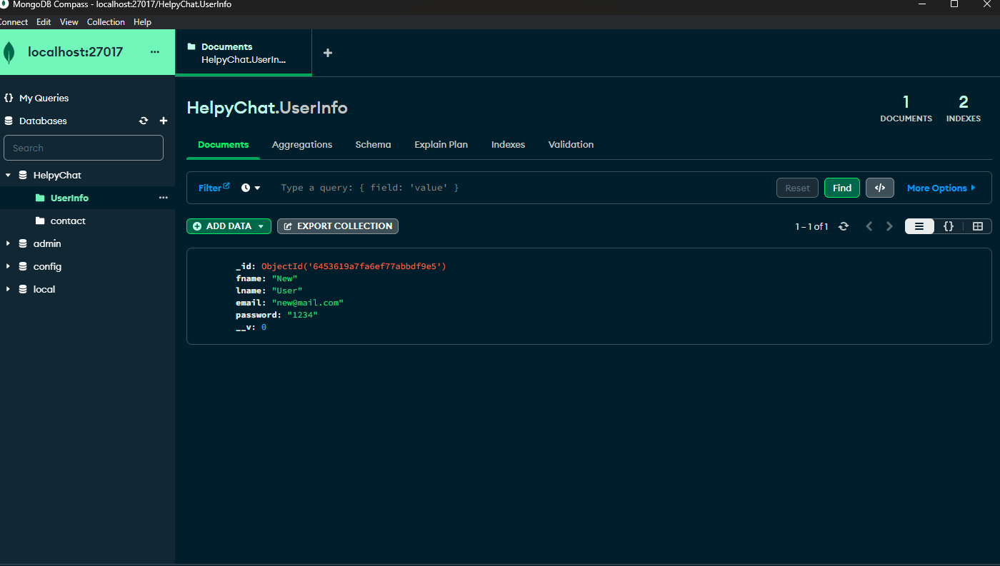 MongoDB Compass - localhost:27017/HelpyChat.UserInfo
onnect Edit View Collection Help
localhost:27017 ...
Documents
HelpyChat.UserIn...
{} My Queries
Databases
Search
HelpyChat
UserInfo ...
contact
admin
config
local
HelpyChat.UserInfo
1
DOCUMENTS
2
INDEXES
Documents Aggregations Schema Explain Plan Indexes Validation
Filter Type a query: { field: 'value' } Reset Find </> More Options
ADD DATA EXPORT COLLECTION 1 – 1 of 1 {}
_id: ObjectId('6453619a7fa6ef77abbdf9e5')
fname: "New"
lname: "User"
email: "new@mail.com"
password: "1234"
__v: 0